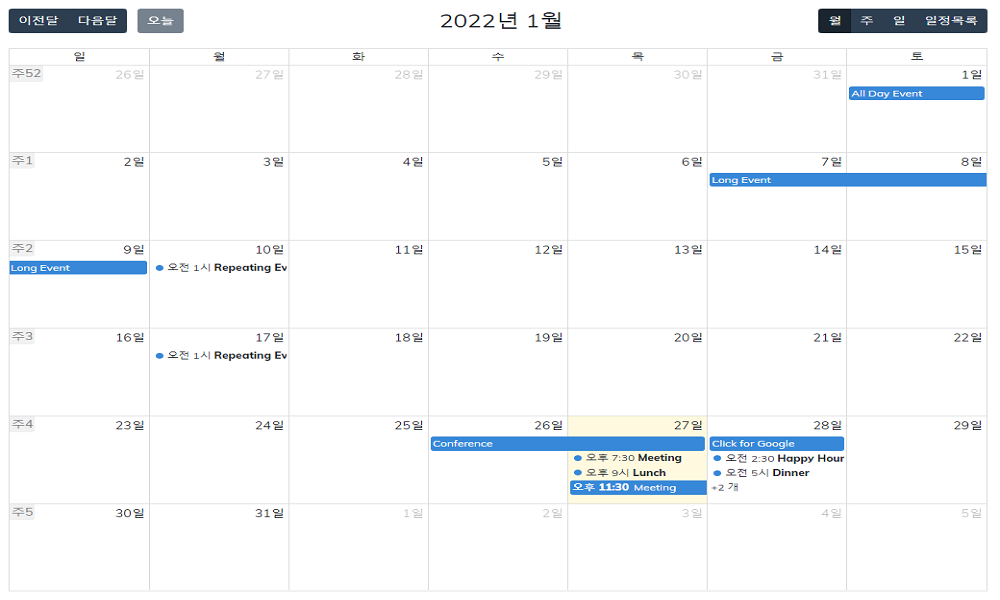 이전달 다음달 오늘 2022년 1월 월 주 일 일정목록
일 월 화 수 목 금 토
주52 26일 27일 28일 29일 30일 31일 1일
All Day Event
주1 2일 3일 4일 5일 6일 7일 8일
Long Event
주2 9일 10일 11일 12일 13일 14일 15일
Long Event 오전 1시 Repeating Ev
주3 16일 17일 18일 19일 20일 21일 22일
오전 1시 Repeating Ev
주4 23일 24일 25일 26일 27일 28일 29일
Conference Click for Google
오후 7:30 Meeting 오전 2:30 Happy Hour
오후 9시 Lunch 오전 5시 Dinner
오후 11:30 Meeting +2 개
주5 30일 31일 1일 2일 3일 4일 5일